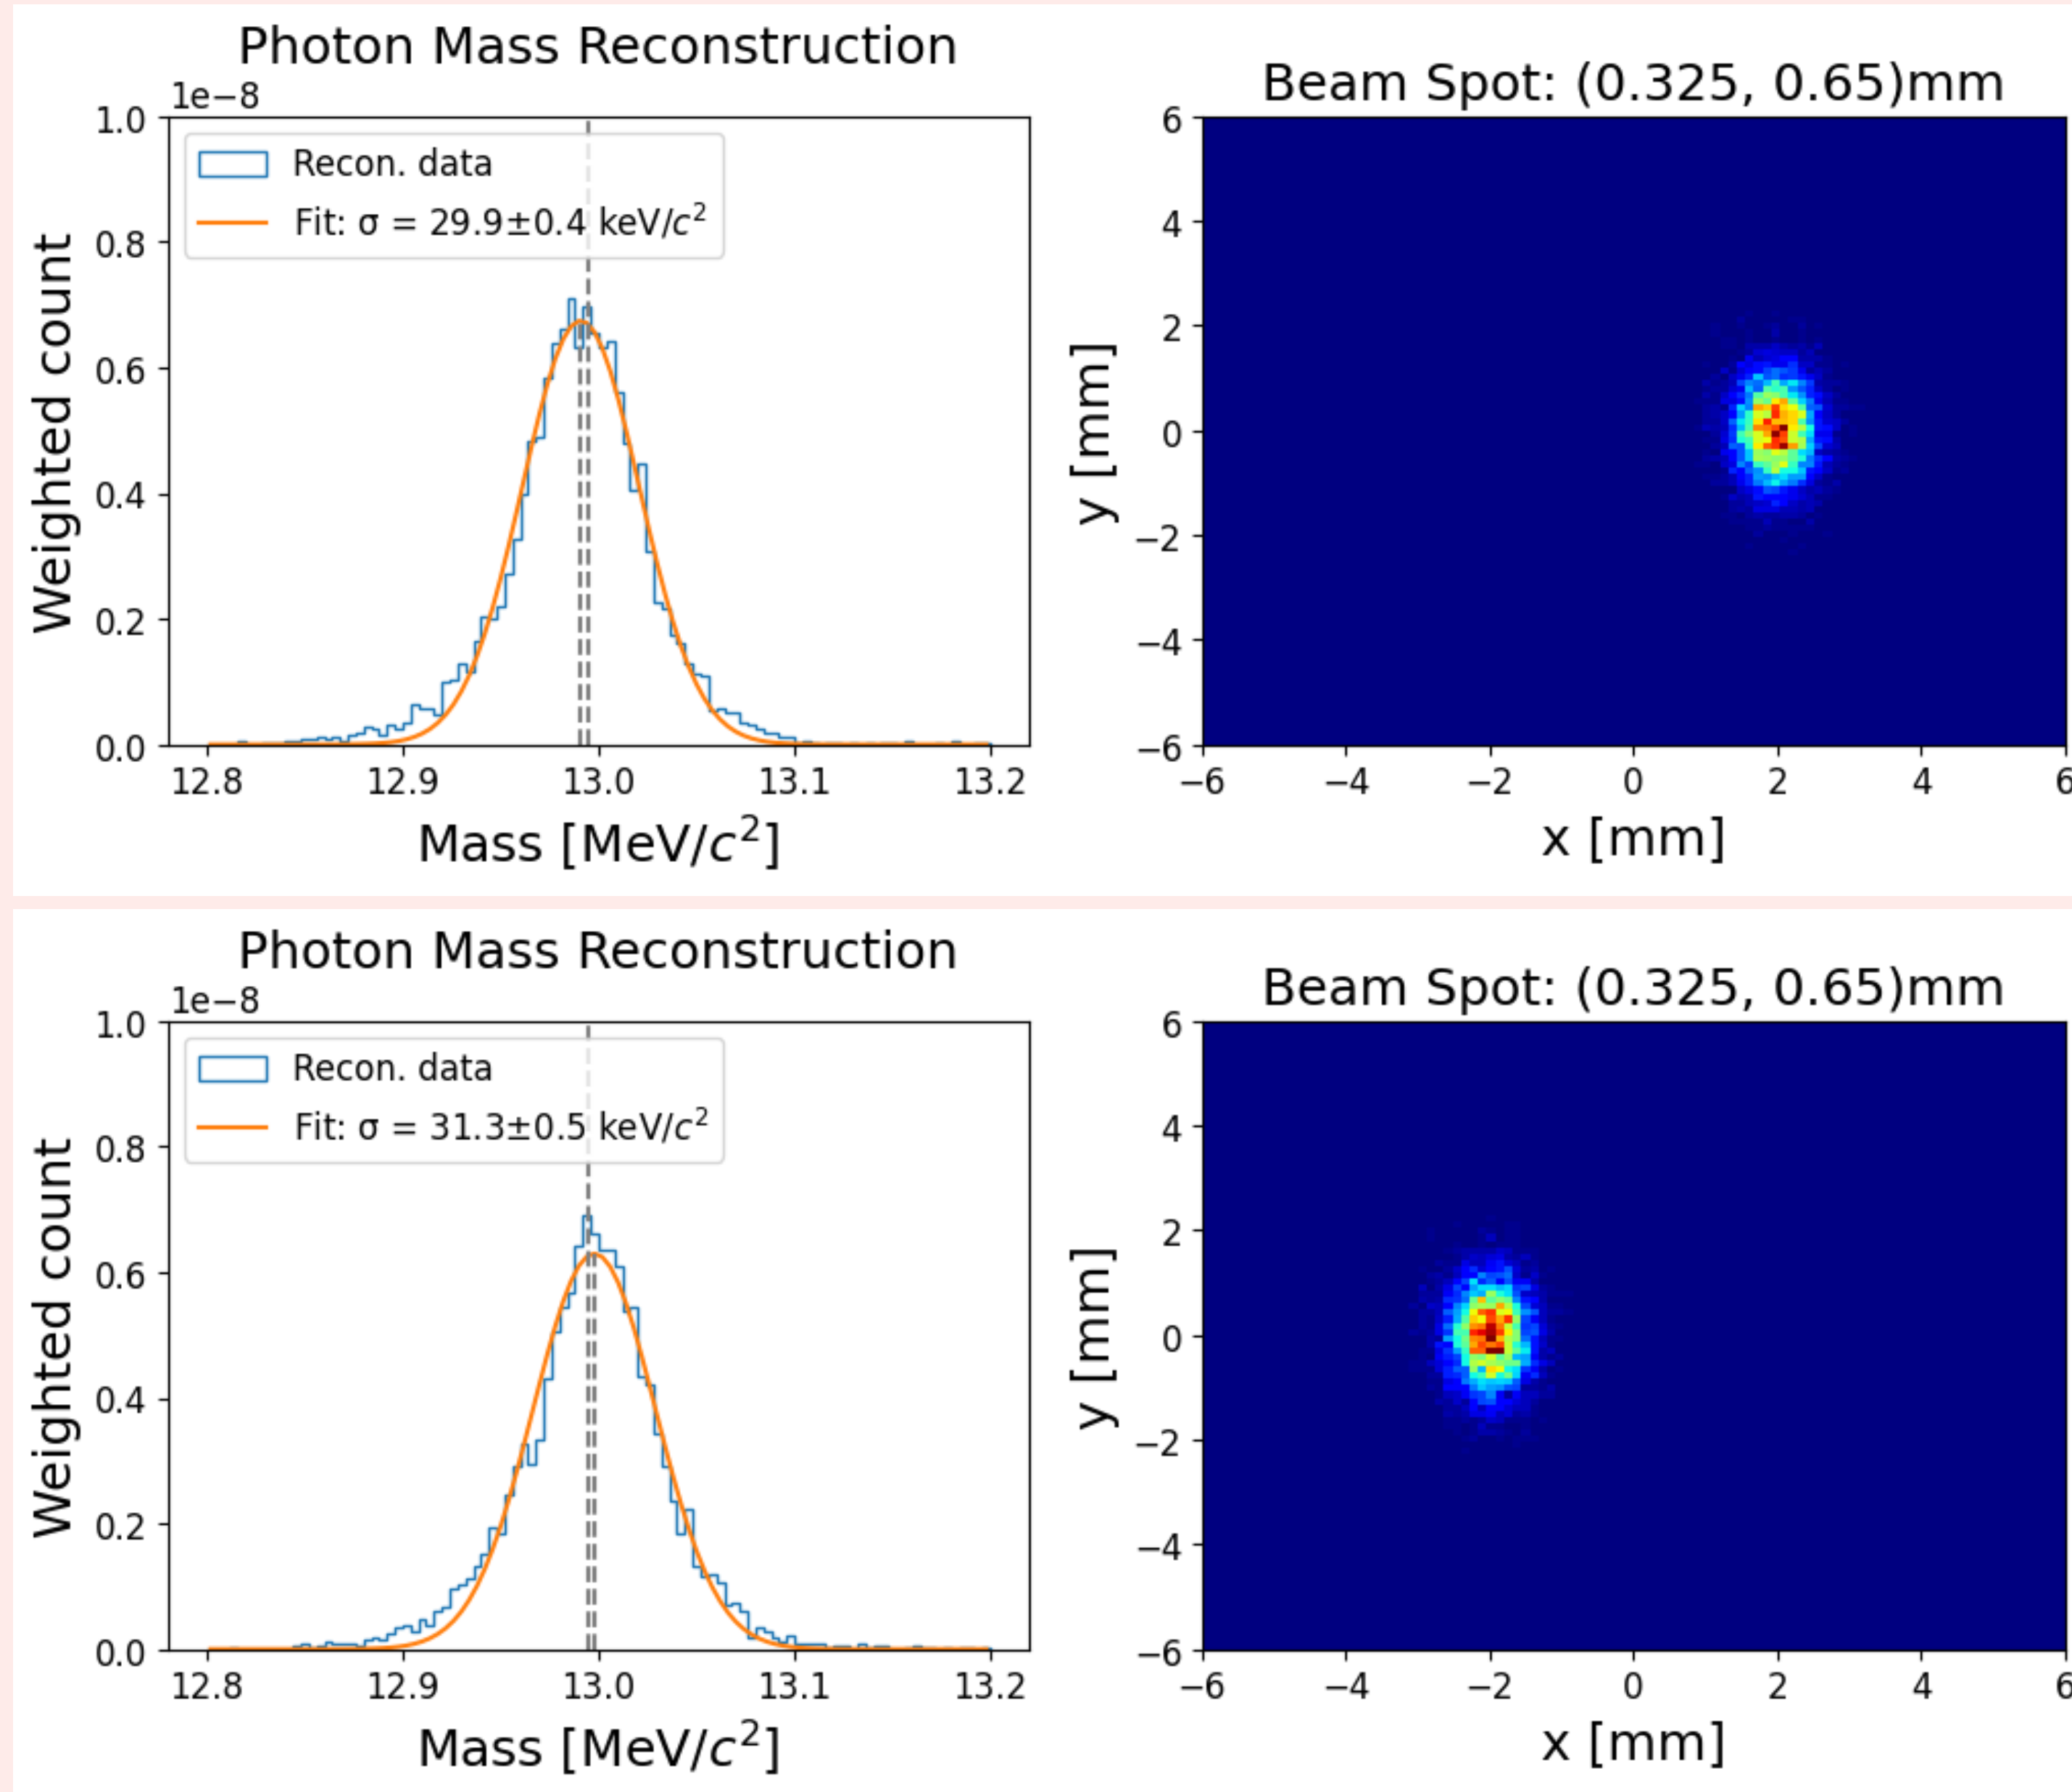 Photon Mass Reconstruction
1e−8
1.0
0.8
0.6
0.4
0.2
0.0
Weighted count
Recon. data
Fit: σ = 29.9±0.4 keV/c²
12.8 12.9 13.0 13.1 13.2
Mass [MeV/c²]
Beam Spot: (0.325, 0.65)mm
6
4
2
0
−2
−4
−6
y [mm]
−6 −4 −2 0 2 4 6
x [mm]
Photon Mass Reconstruction
1e−8
1.0
0.8
0.6
0.4
0.2
0.0
Weighted count
Recon. data
Fit: σ = 31.3±0.5 keV/c²
12.8 12.9 13.0 13.1 13.2
Mass [MeV/c²]
Beam Spot: (0.325, 0.65)mm
6
4
2
0
−2
−4
−6
y [mm]
−6 −4 −2 0 2 4 6
x [mm]